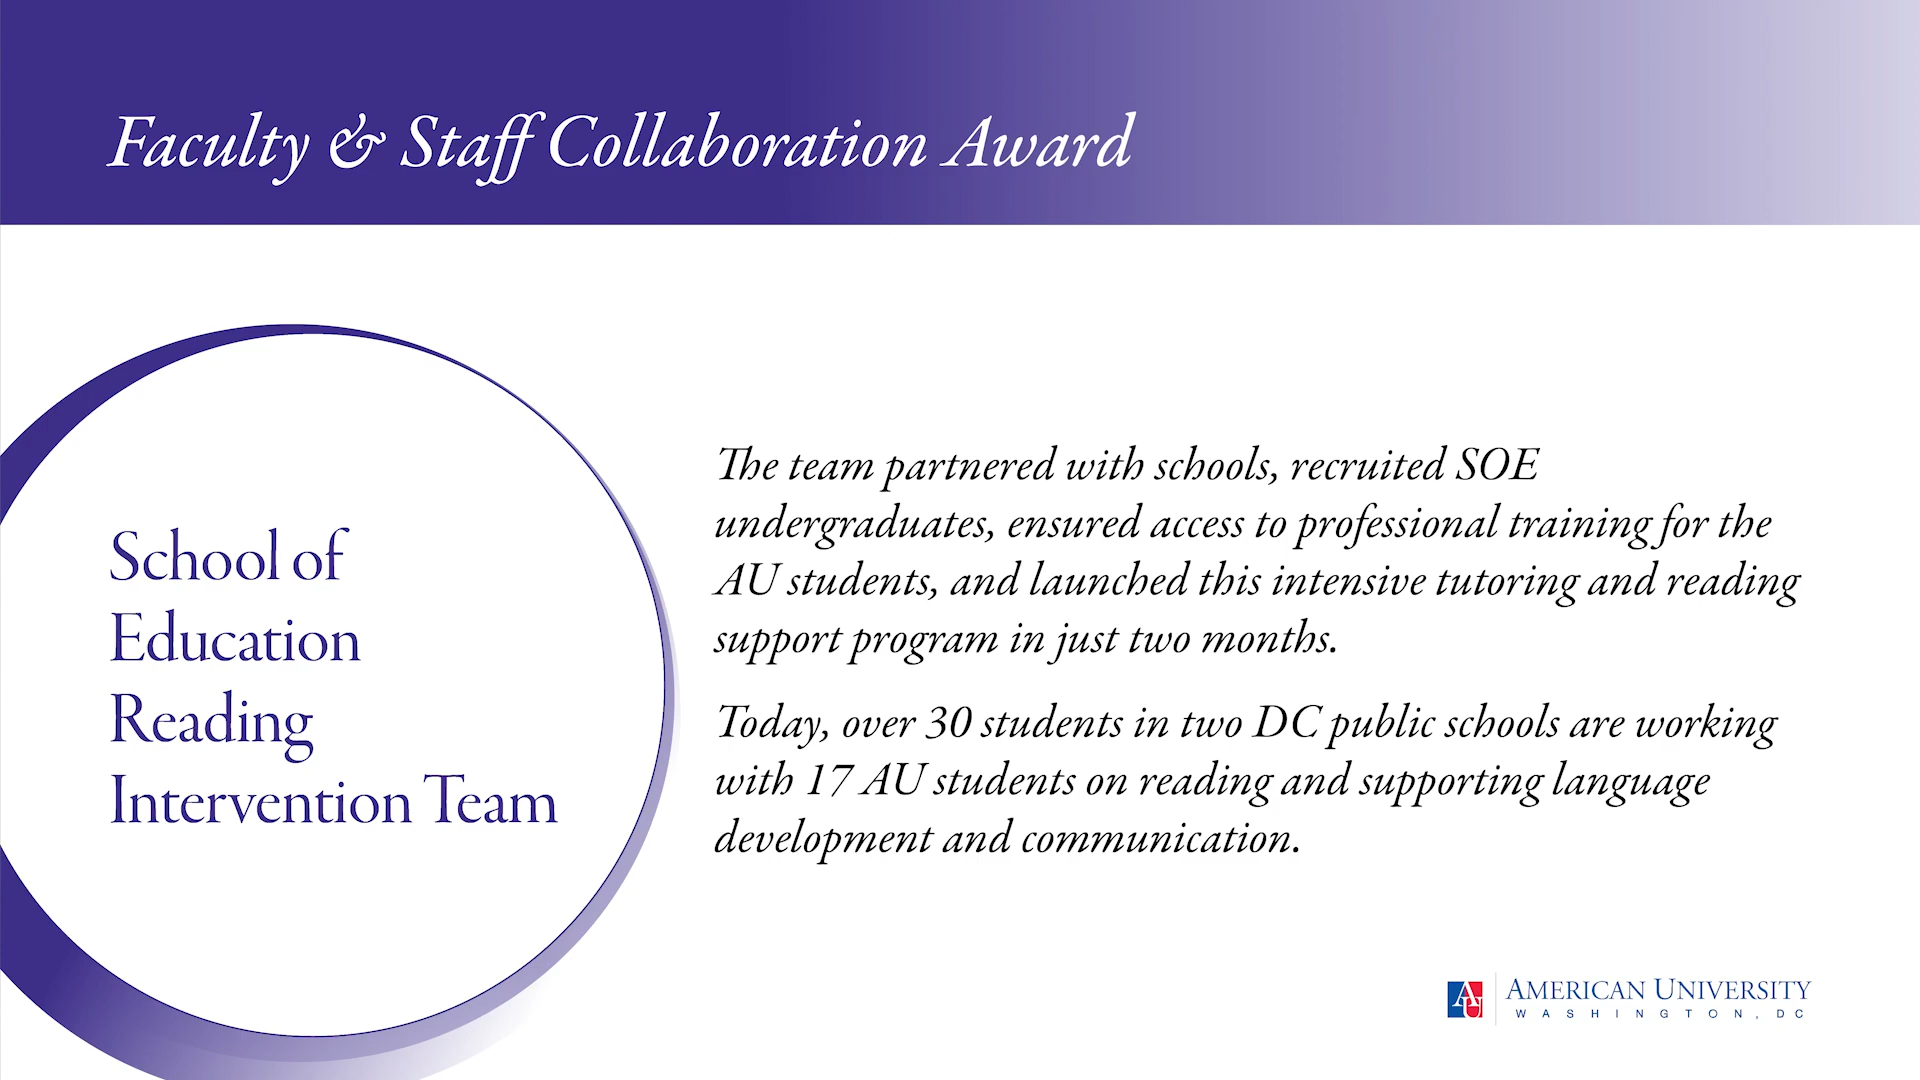 Faculty & Staff Collaboration Award
School of
Education
Reading
Intervention Team
The team partnered with schools, recruited SOE
undergraduates, ensured access to professional training for the
AU students, and launched this intensive tutoring and reading
support program in just two months.
Today, over 30 students in two DC public schools are working
with 17 AU students on reading and supporting language
development and communication.
AU
AMERICAN UNIVERSITY
WASHINGTON, DC